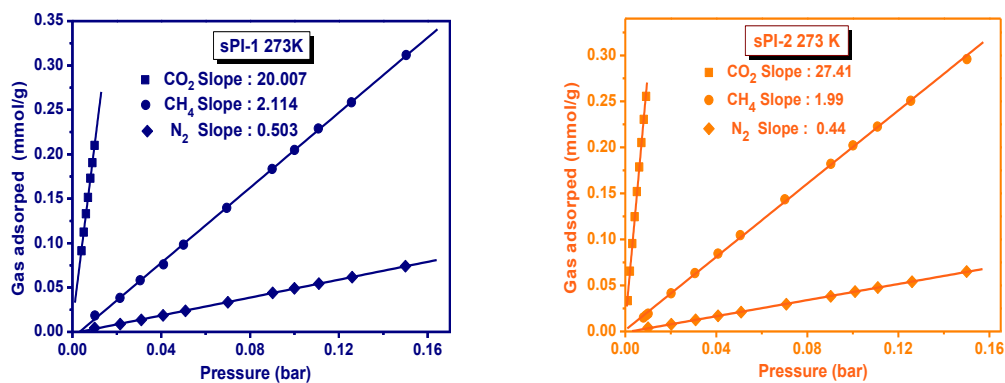 sPI-1 273K
CO2 Slope : 20.007
CH4 Slope : 2.114
N2 Slope : 0.503
Gas adsorped (mmol/g)
0.35
0.30
0.25
0.20
0.15
0.10
0.05
0.00
0.00 0.04 0.08 0.12 0.16
Pressure (bar)
sPI-2 273 K
CO2 Slope : 27.41
CH4 Slope : 1.99
N2 Slope : 0.44
Gas adsorped (mmol/g)
0.30
0.25
0.20
0.15
0.10
0.05
0.00
0.00 0.04 0.08 0.12 0.16
Pressure (bar)